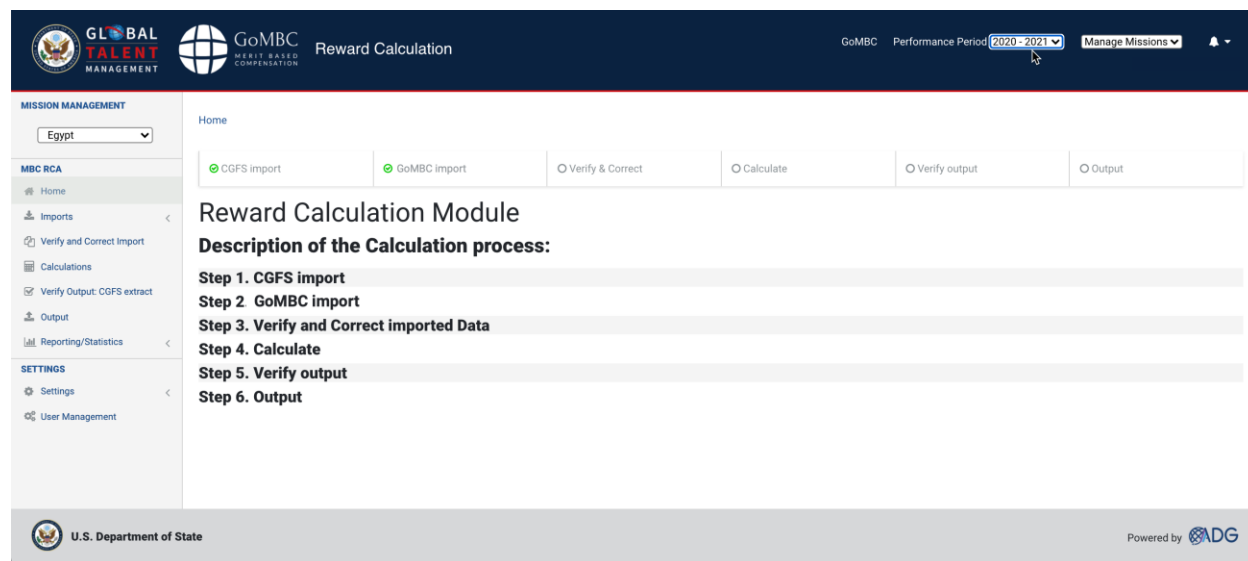 GLOBAL
TALENT
MANAGEMENT
GoMBC
MERIT BASED
COMPENSATION
Reward Calculation
GoMBC
Performance Period
2020 - 2021
Manage Missions
MISSION MANAGEMENT
Egypt
MBC RCA
Home
Imports
Verify and Correct Import
Calculations
Verify Output: CGFS extract
Output
Reporting/Statistics
SETTINGS
Settings
User Management
Home
CGFS import
GoMBC import
Verify & Correct
Calculate
Verify output
Output
Reward Calculation Module
Description of the Calculation process:
Step 1. CGFS import
Step 2. GoMBC import
Step 3. Verify and Correct imported Data
Step 4. Calculate
Step 5. Verify output
Step 6. Output
U.S. Department of State
Powered by ADG